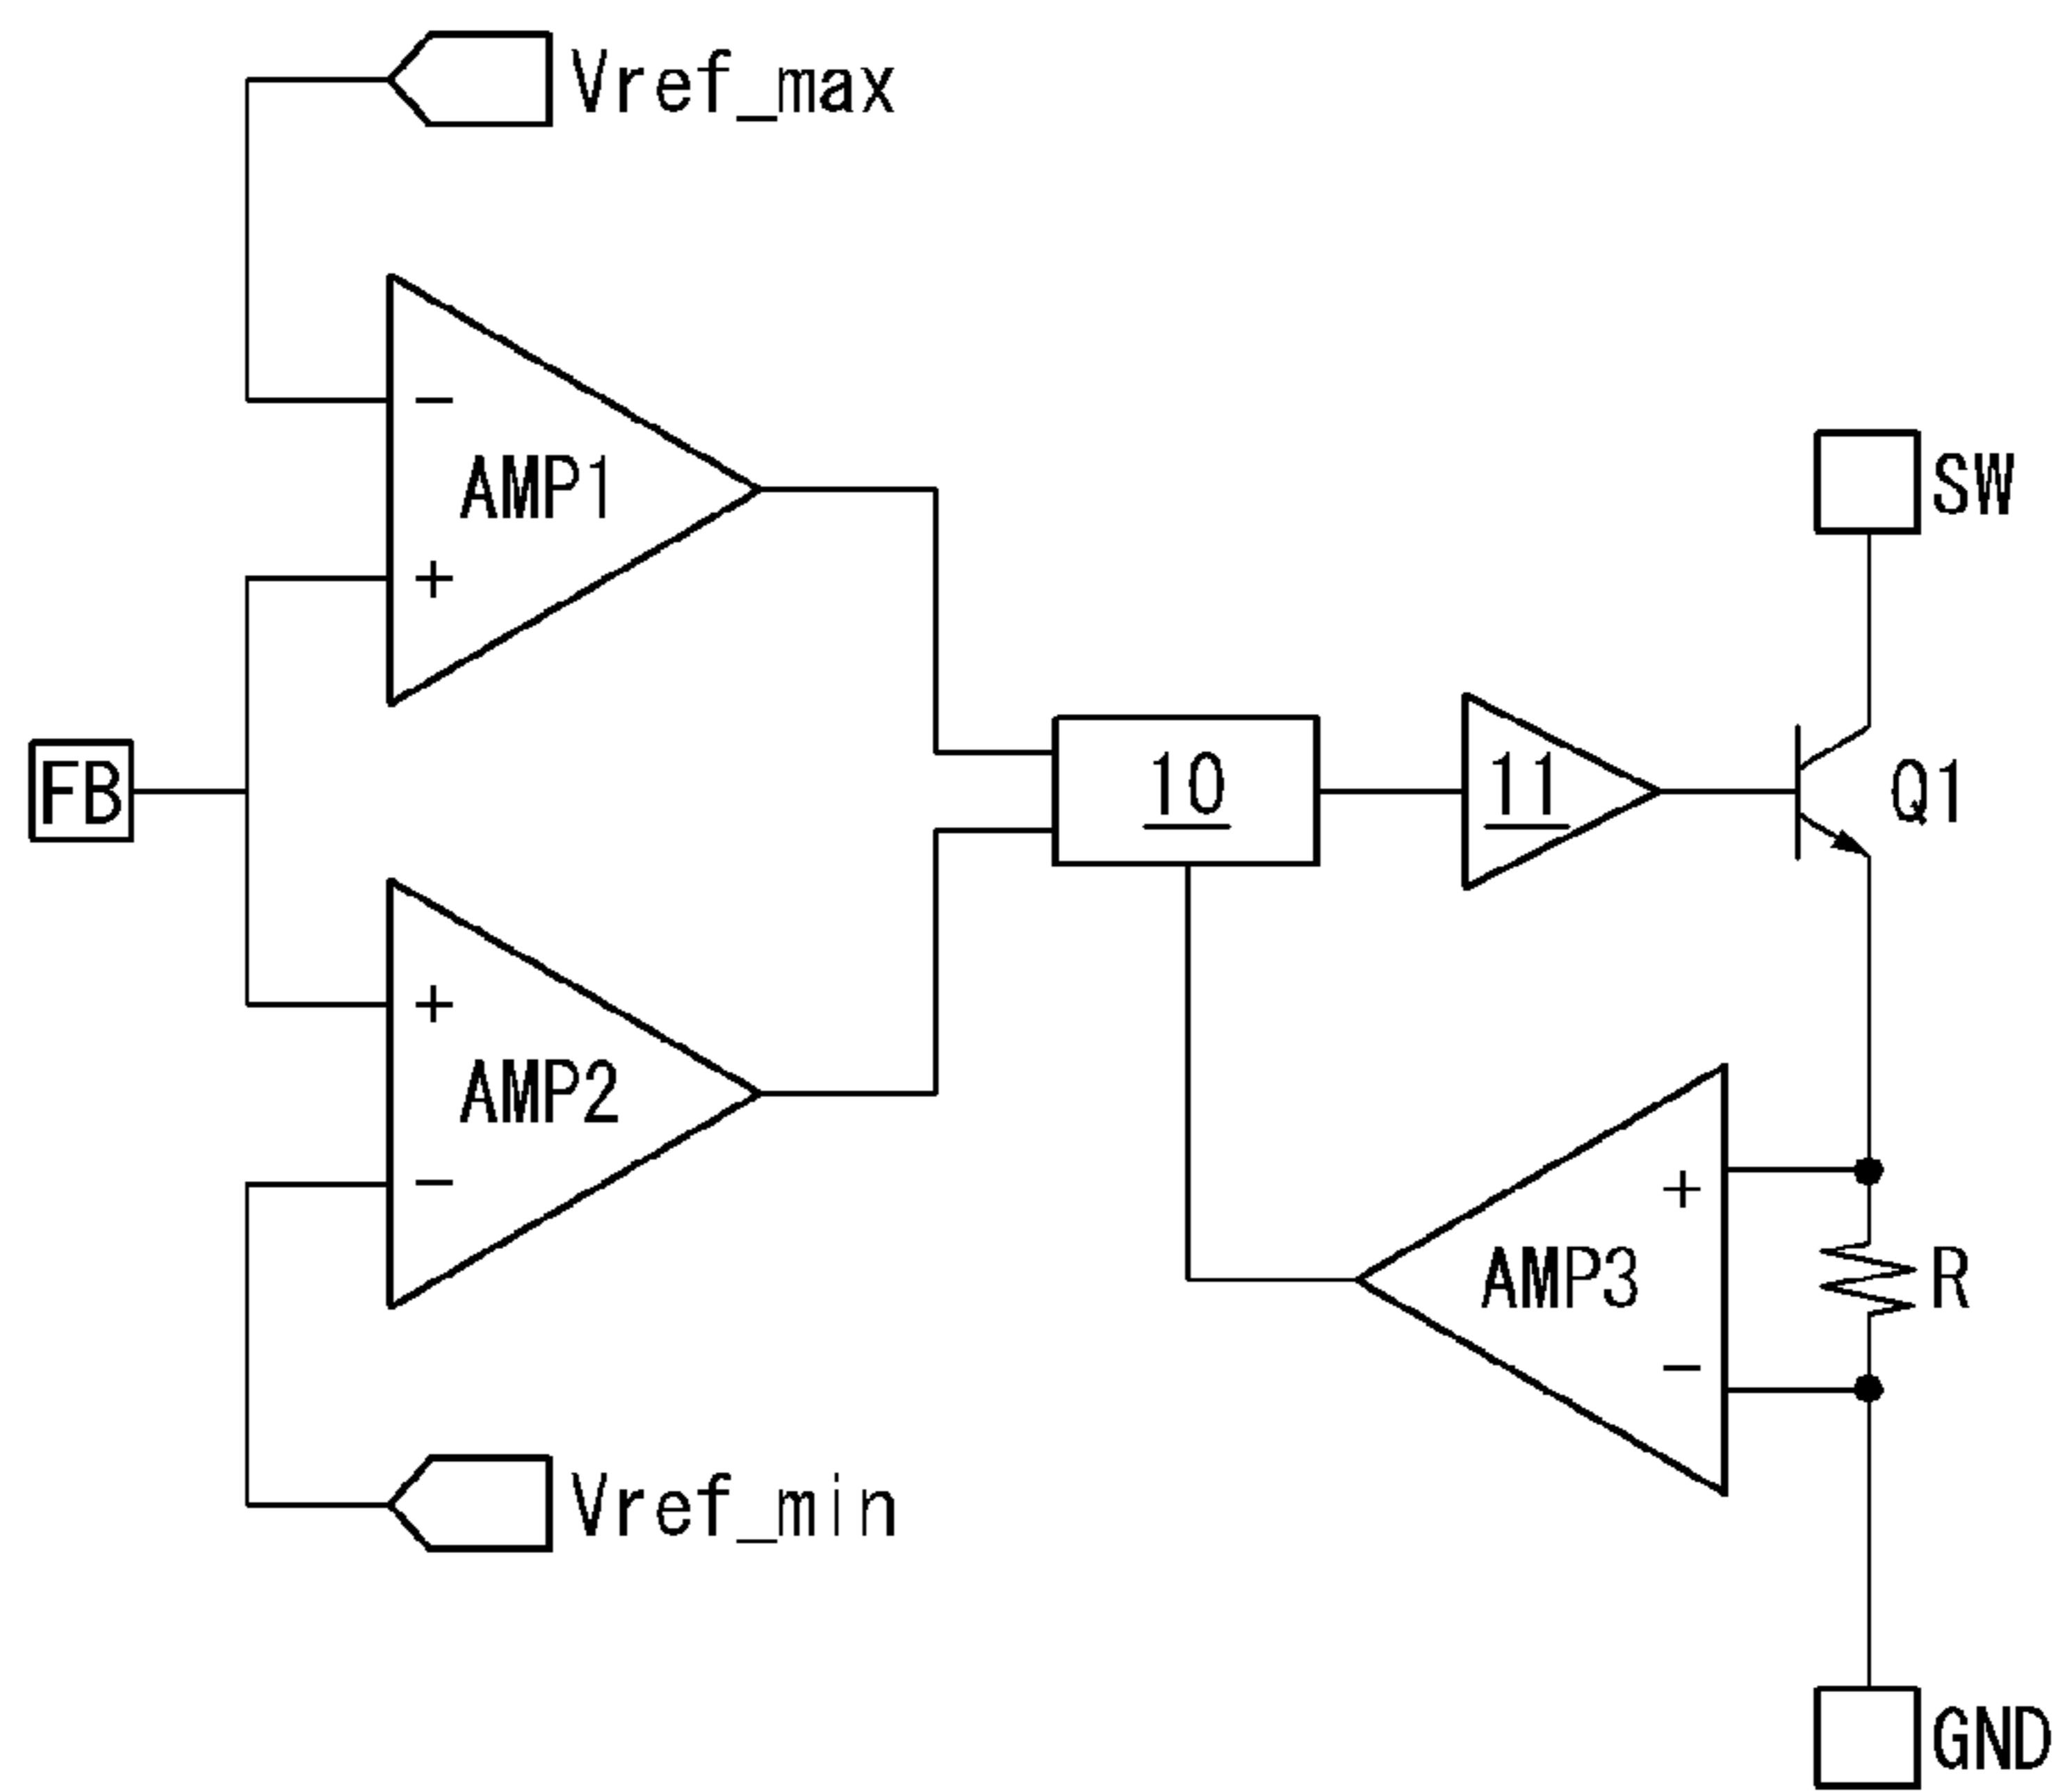 Vref_max
-
AMP1
+
SW
FB
10
11
Q1
+
AMP2
-
+
AMP3
R
-
Vref_min
GND